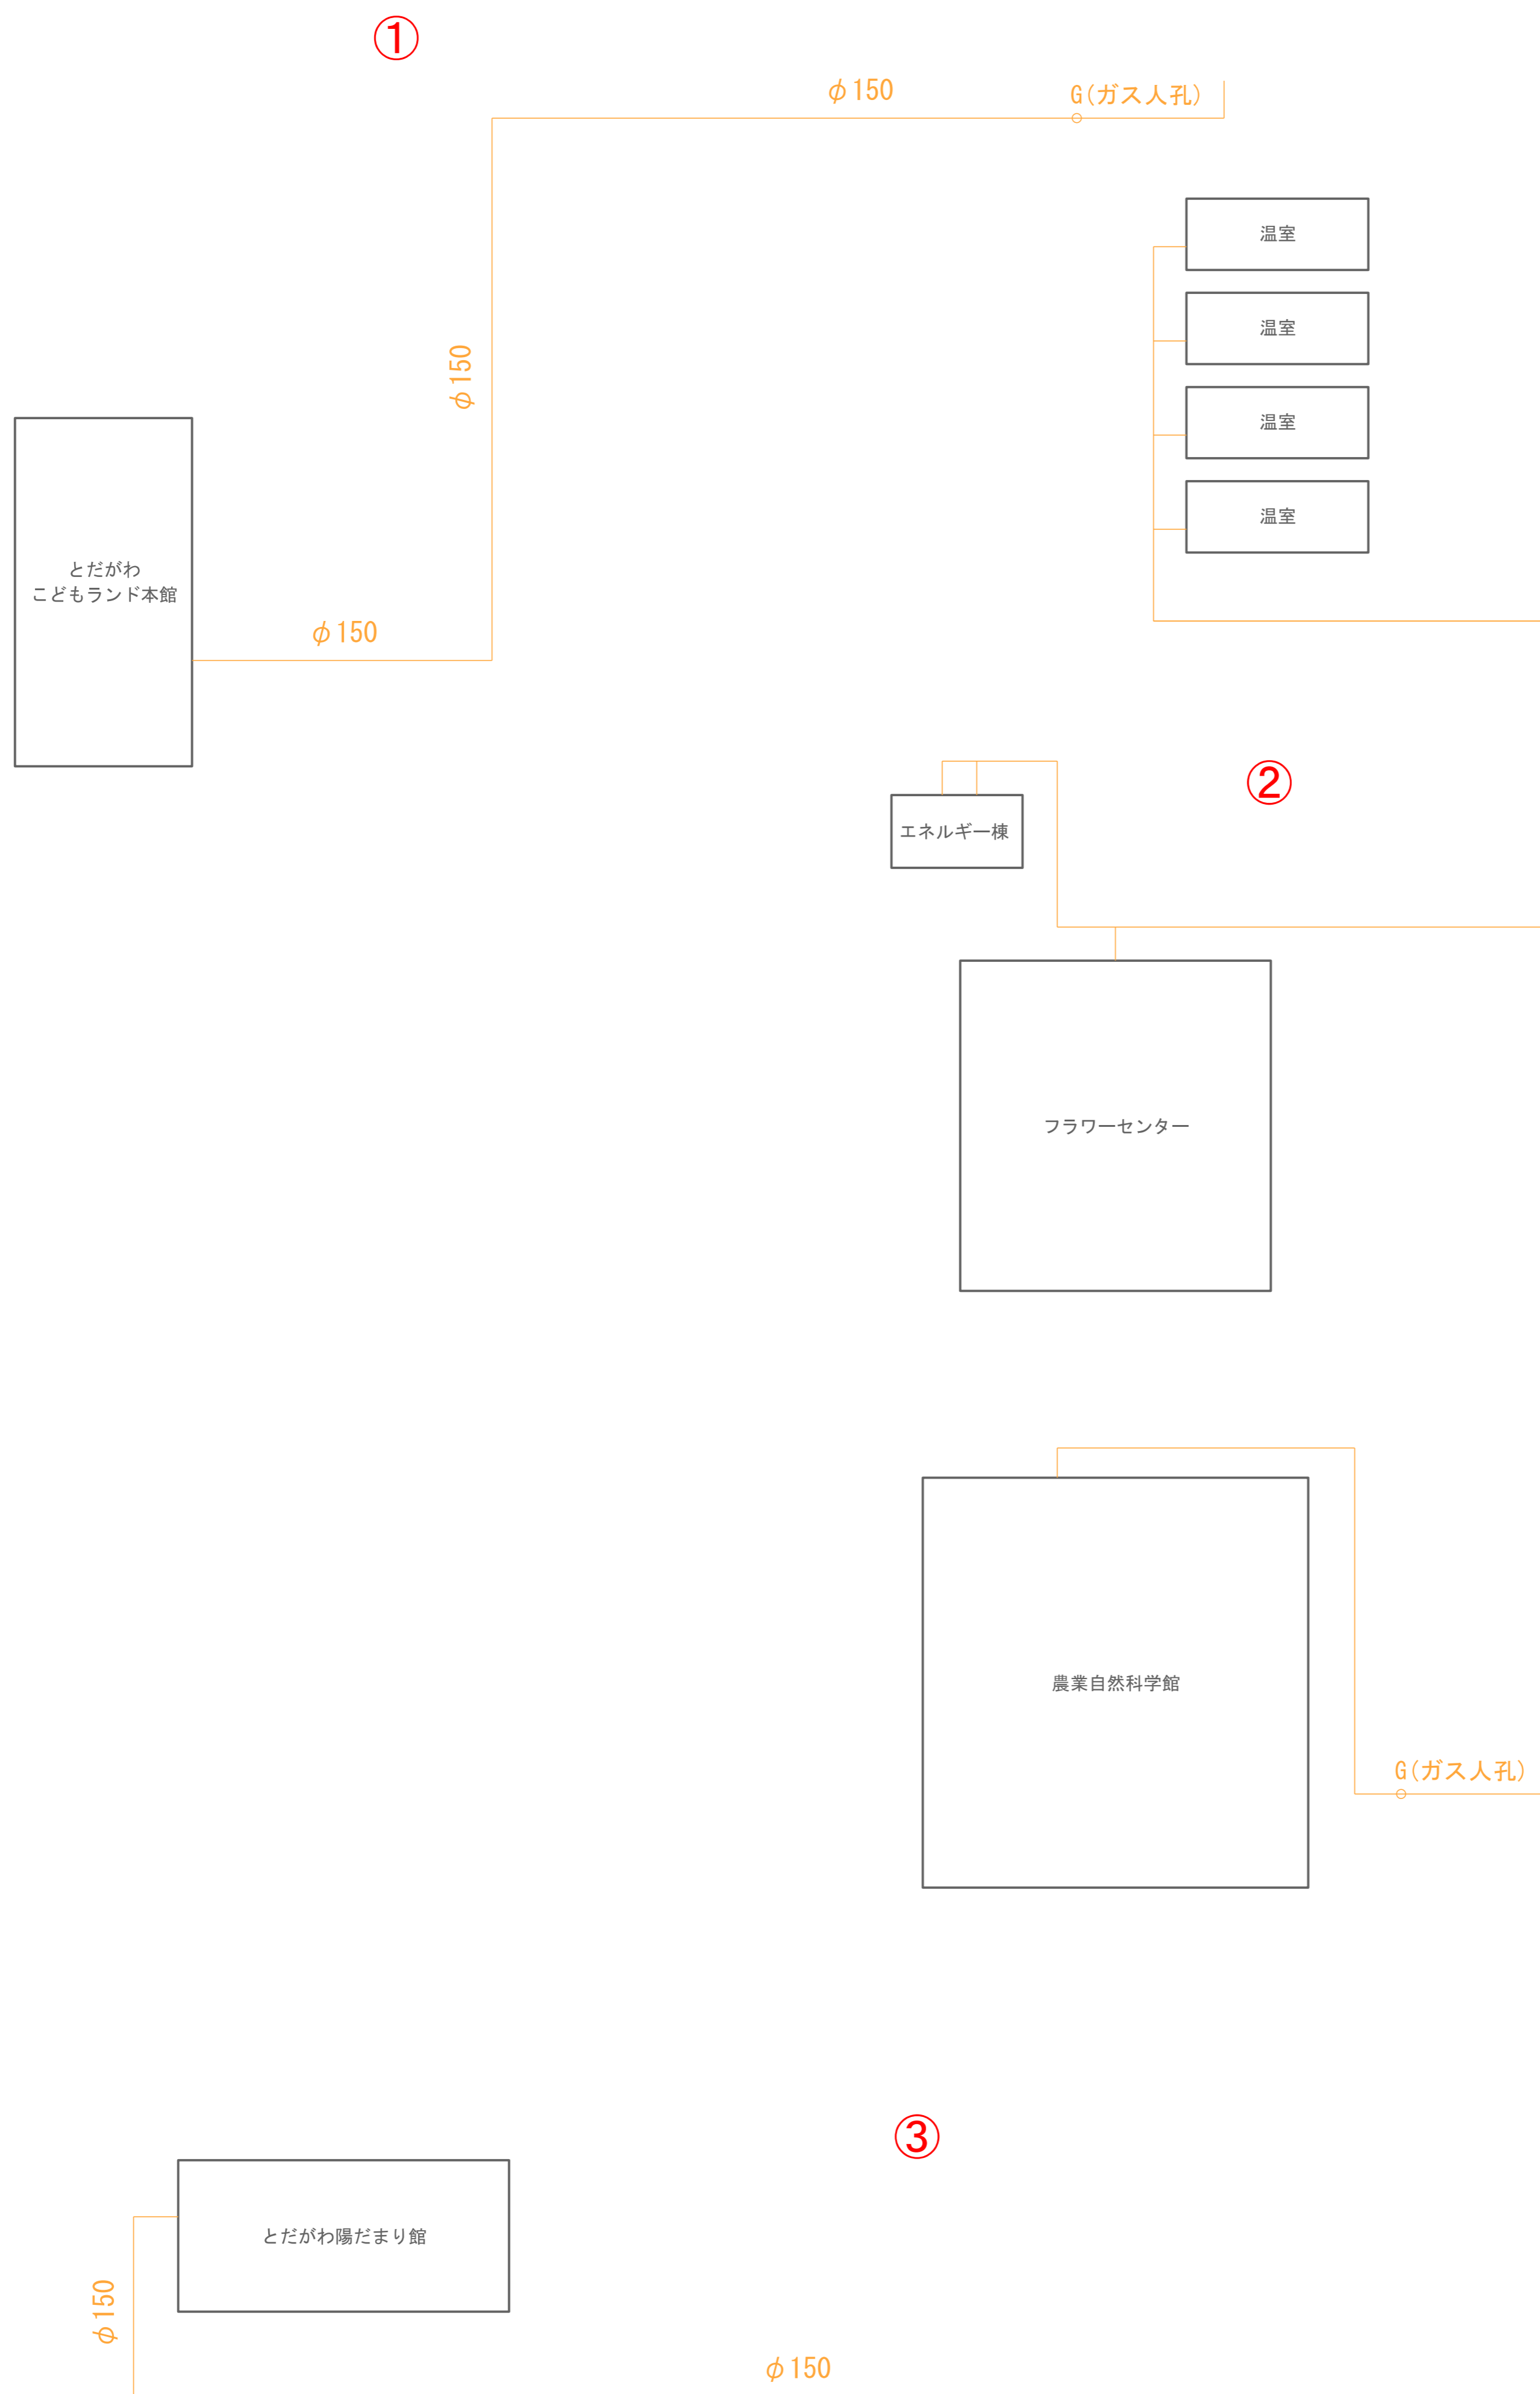 ①
φ150
G(ガス人孔)
温室
温室
φ150
温室
温室
とだがわ
こどもランド本館
φ150
②
エネルギー棟
フラワーセンター
農業自然科学館
G(ガス人孔)
③
とだがわ陽だまり館
φ150
φ150